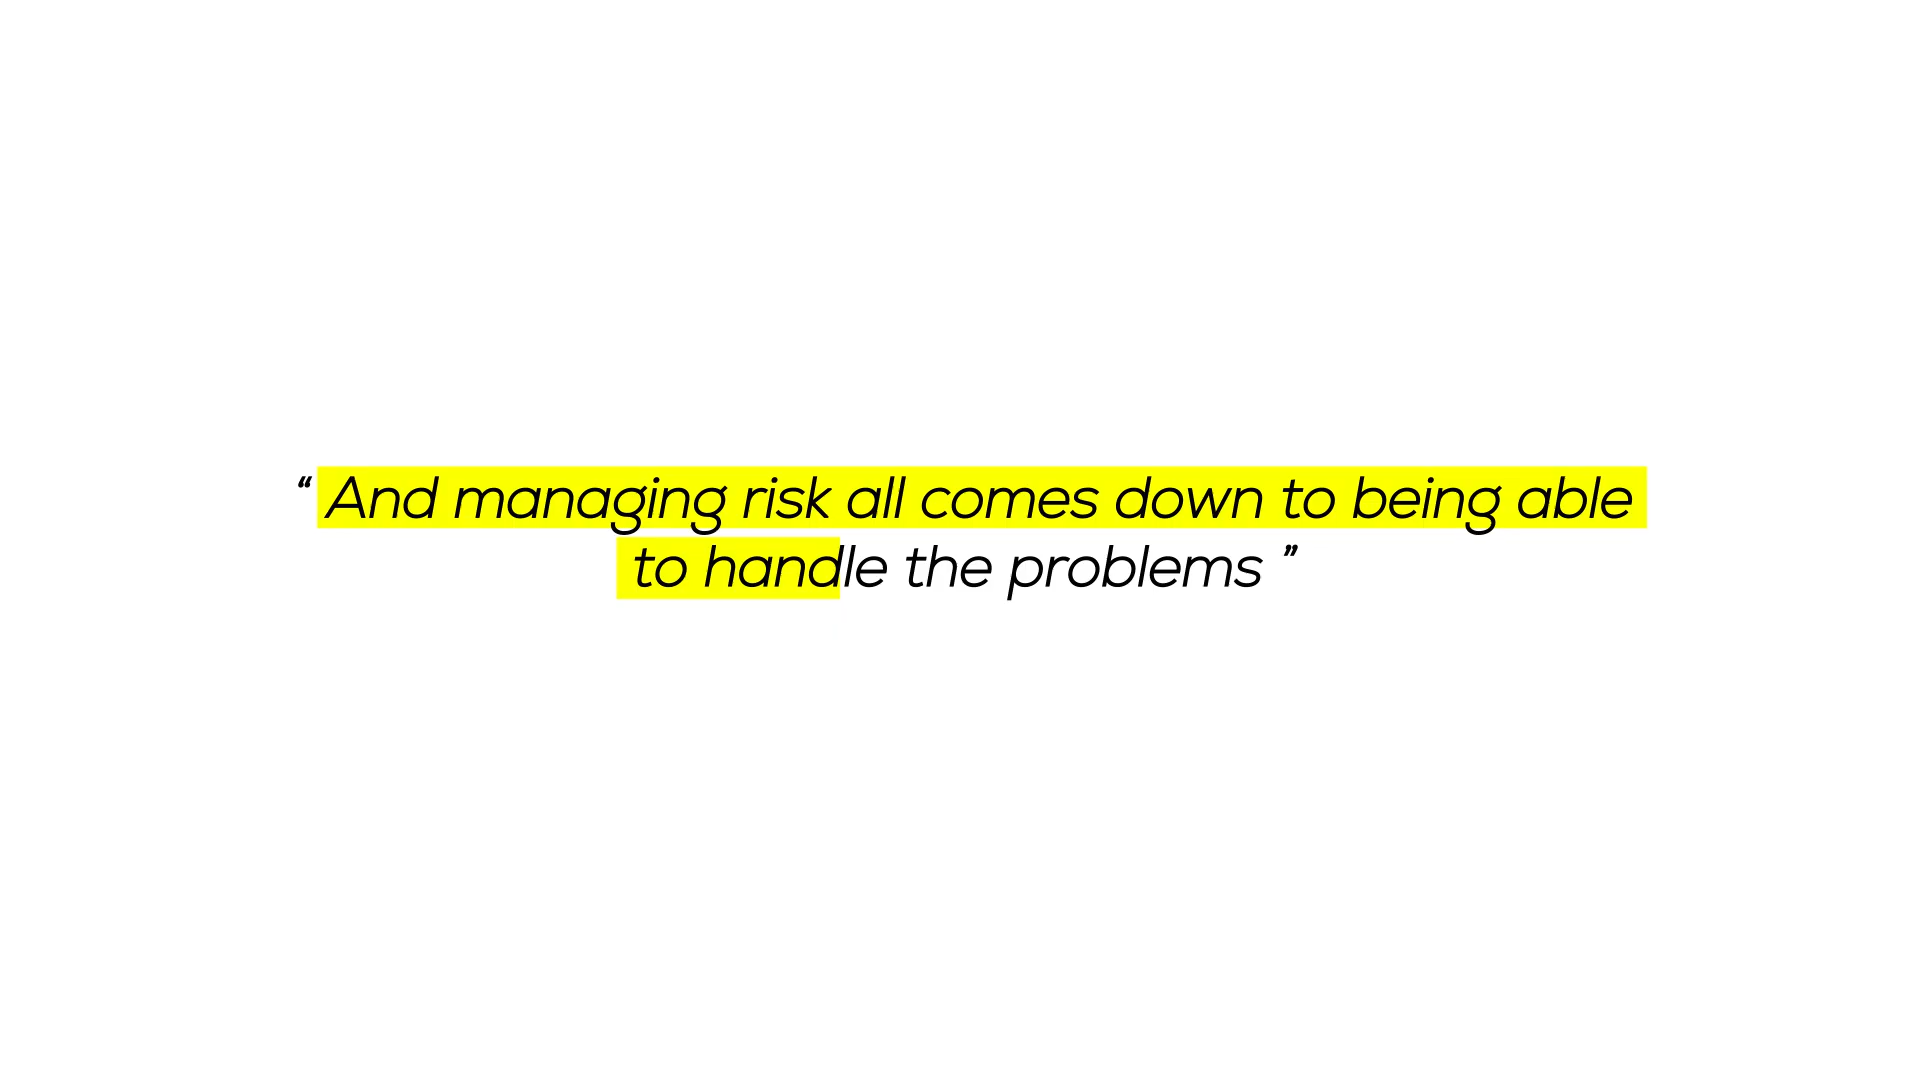 “ And managing risk all comes down to being able
to handle the problems ”